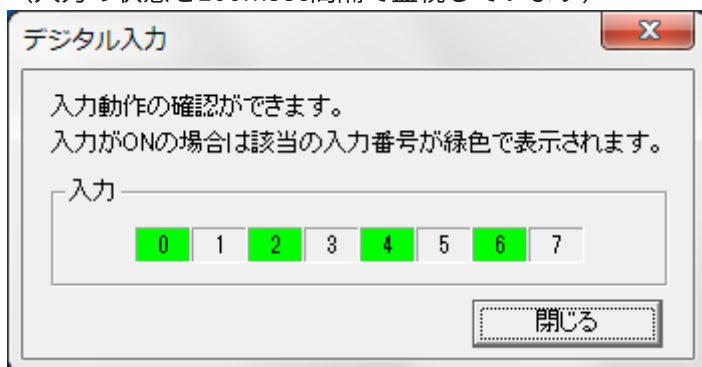 デジタル入力
入力動作の確認ができます。
入力がONの場合は該当の入力番号が緑色で表示されます。
入力
0 1 2 3 4 5 6 7
閉じる